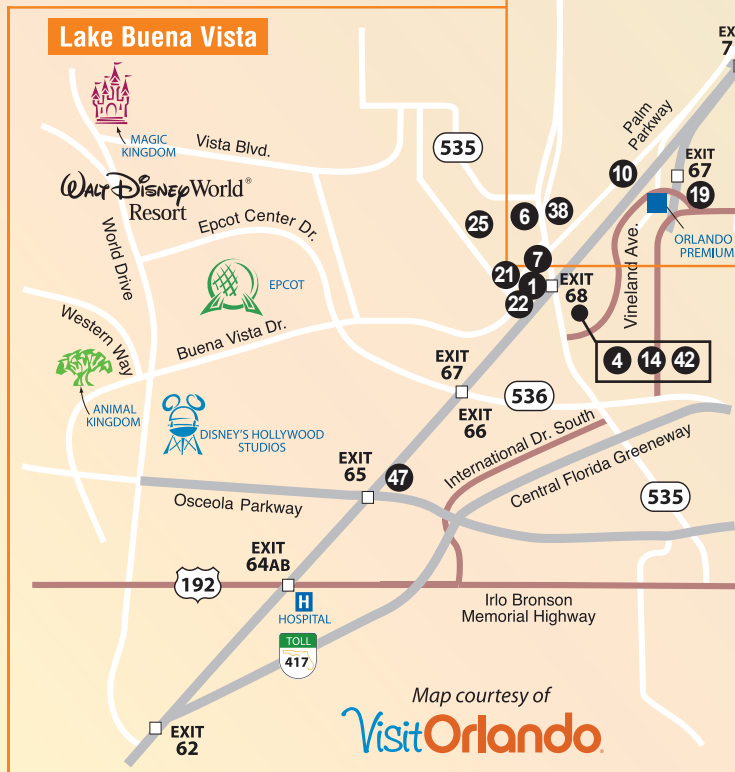 Lake Buena Vista
EX
7
MAGIC
KINGDOM
Vista Blvd.
535
Palm
Parkway
10
EXIT
67
19
WALT DISNEY World®
Resort
World Drive
Epcot Center Dr.
25
6
38
ORLANDO
PREMIUM
Vineland Ave.
EPCOT
7
21
1
22
EXIT
68
Western
Way
Buena Vista Dr.
4
14
42
EXIT
67
EXIT
66
536
ANIMAL
KINGDOM
DISNEY'S HOLLYWOOD
STUDIOS
International Dr. South
Central Florida Greeneway
EXIT
65
47
Osceola Parkway
535
EXIT
64AB
192
H
HOSPITAL
Irlo Bronson
Memorial Highway
TOLL
417
EXIT
62
Map courtesy of
VisitOrlando.